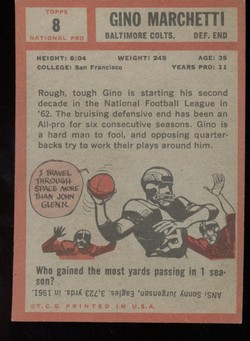 TOPPS
8
NATIONAL PRO
GINO MARCHETTI
BALTIMORE COLTS. DEF. END
HEIGHT: 6:04 WEIGHT: 245 AGE: 35
COLLEGE: San Francisco YEARS PRO: 11
Rough, tough Gino is starting his second
decade in the National Football League in
'62. The bruising defensive end has been an
All-pro for six consecutive seasons. Gino is
a hard man to fool, and opposing quarter-
backs try to work their plays around him.
I TRAVEL
THROUGH
SPACE MORE
THAN JOHN
GLENN.
Who gained the most yards passing in 1 sea-
son?
ANS: Sonny Jurgensen, Eagles, 3,723 yrds. in 1961.
©T.C.G. PRINTED IN U.S.A.